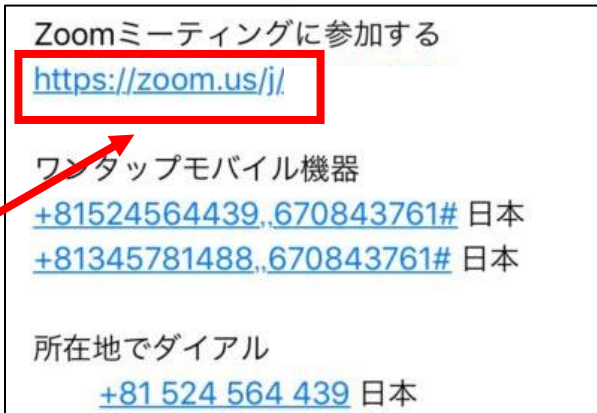 Zoomミーティングに参加する
https://zoom.us/j/
ワンタップモバイル機器
+81524564439,,670843761# 日本
+81345781488,,670843761# 日本
所在地でダイアル
+81 524 564 439 日本